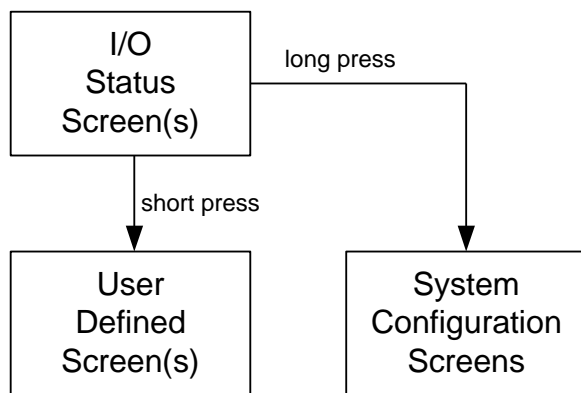 I/O
Status
Screen(s)
long press
short press
User
Defined
Screen(s)
System
Configuration
Screens